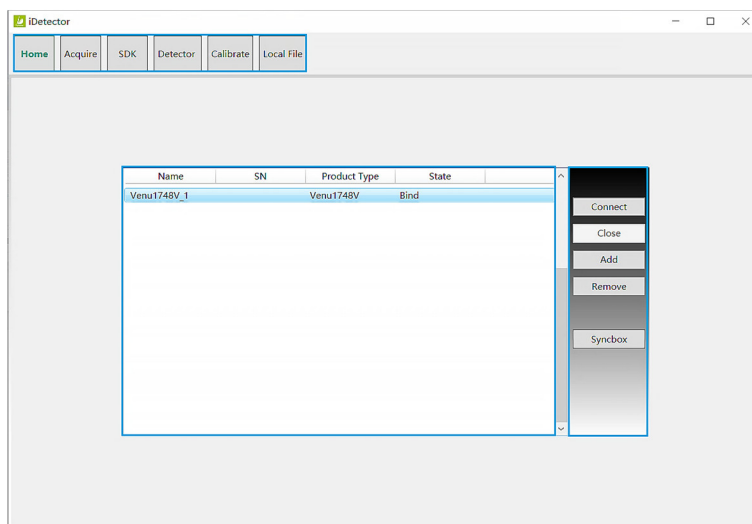 iDetector
Home Acquire SDK Detector Calibrate Local File
Name SN Product Type State
Venu1748V_1 Venu1748V Bind
Connect
Close
Add
Remove
Syncbox